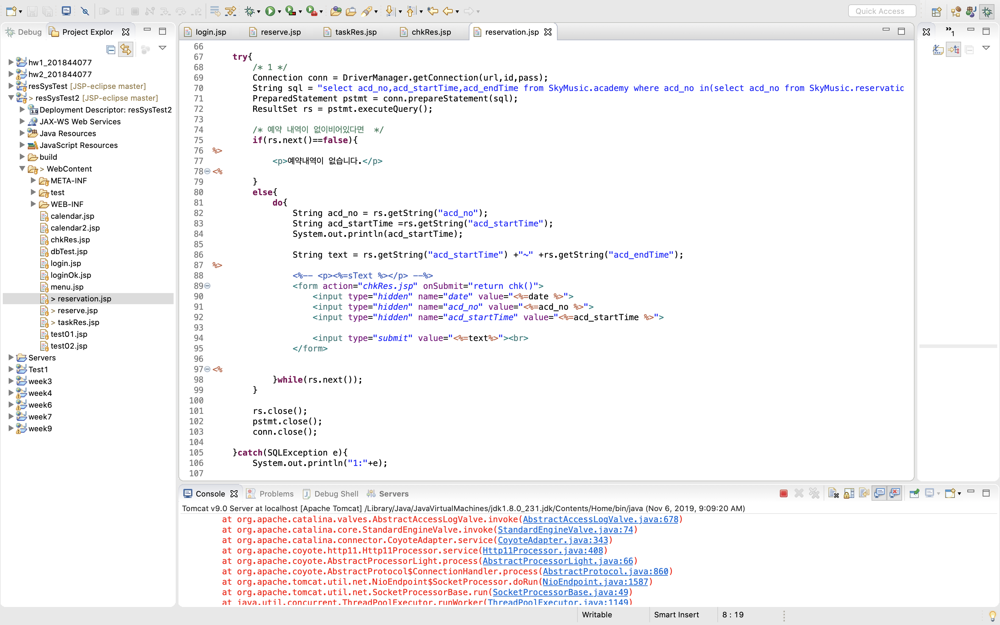 Quick Access
Debug
Project Explor
login.jsp
reserve.jsp
taskRes.jsp
chkRes.jsp
reservation.jsp
»1
hw1_201844077
hw2_201844077
resSysTest [JSP-eclipse master]
> resSysTest2 [JSP-eclipse master]
Deployment Descriptor: resSysTest2
JAX-WS Web Services
Java Resources
JavaScript Resources
build
> WebContent
META-INF
test
WEB-INF
calendar.jsp
calendar2.jsp
chkRes.jsp
dbTest.jsp
login.jsp
loginOk.jsp
menu.jsp
> reservation.jsp
> reserve.jsp
> taskRes.jsp
test01.jsp
test02.jsp
Servers
Test1
week3
week4
week6
week7
week9
66
67 try{
68 /* 1 */
69 Connection conn = DriverManager.getConnection(url,id,pass);
70 String sql = "select acd_no,acd_startTime,acd_endTime from SkyMusic.academy where acd_no in(select acd_no from SkyMusic.reservatic
71 PreparedStatement pstmt = conn.prepareStatement(sql);
72 ResultSet rs = pstmt.executeQuery();
73
74 /* 예약 내역이 없이비어있다면  */
75 if(rs.next()==false){
76 %>
77 <p>예약내역이 없습니다.</p>
78 <%
79 }
80 else{
81 do{
82 String acd_no = rs.getString("acd_no");
83 String acd_startTime =rs.getString("acd_startTime");
84 System.out.println(acd_startTime);
85
86 String text = rs.getString("acd_startTime") +"~" +rs.getString("acd_endTime");
87 %>
88 <%-- <p><%=sText %></p> --%>
89 <form action="chkRes.jsp" onSubmit="return chk()">
90 <input type="hidden" name="date" value="<%=date %>">
91 <input type="hidden" name="acd_no" value="<%=acd_no %>">
92 <input type="hidden" name="acd_startTime" value="<%=acd_startTime %>">
93
94 <input type="submit" value="<%=text%>"><br>
95 </form>
96
97 <%
98 }while(rs.next());
99 }
100
101 rs.close();
102 pstmt.close();
103 conn.close();
104
105 }catch(SQLException e){
106 System.out.println("1:"+e);
107
Console
Problems
Debug Shell
Servers
Tomcat v9.0 Server at localhost [Apache Tomcat] /Library/Java/JavaVirtualMachines/jdk1.8.0_231.jdk/Contents/Home/bin/java (Nov 6, 2019, 9:09:20 AM)
at org.apache.catalina.valves.AbstractAccessLogValve.invoke(AbstractAccessLogValve.java:678)
at org.apache.catalina.core.StandardEngineValve.invoke(StandardEngineValve.java:74)
at org.apache.catalina.connector.CoyoteAdapter.service(CoyoteAdapter.java:343)
at org.apache.coyote.http11.Http11Processor.service(Http11Processor.java:408)
at org.apache.coyote.AbstractProcessorLight.process(AbstractProcessorLight.java:66)
at org.apache.coyote.AbstractProtocol$ConnectionHandler.process(AbstractProtocol.java:860)
at org.apache.tomcat.util.net.NioEndpoint$SocketProcessor.doRun(NioEndpoint.java:1587)
at org.apache.tomcat.util.net.SocketProcessorBase.run(SocketProcessorBase.java:49)
at java.util.concurrent.ThreadPoolExecutor.runWorker(ThreadPoolExecutor.java:1149)
Writable
Smart Insert
8 : 19